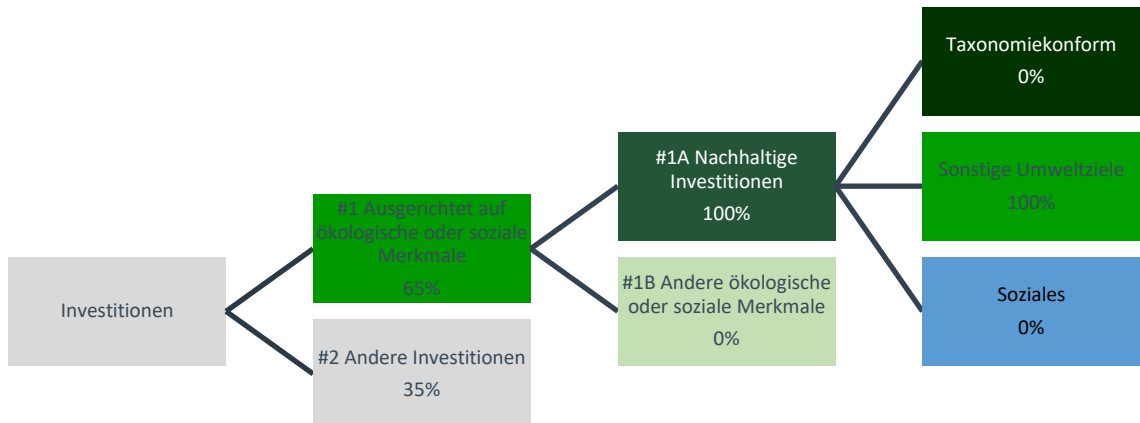 Investitionen
#1 Ausgerichtet auf
ökologische oder soziale
Merkmale
65%
#2 Andere Investitionen
35%
#1A Nachhaltige
Investitionen
100%
#1B Andere ökologische
oder soziale Merkmale
0%
Taxonomiekonform
0%
Sonstige Umweltziele
100%
Soziales
0%